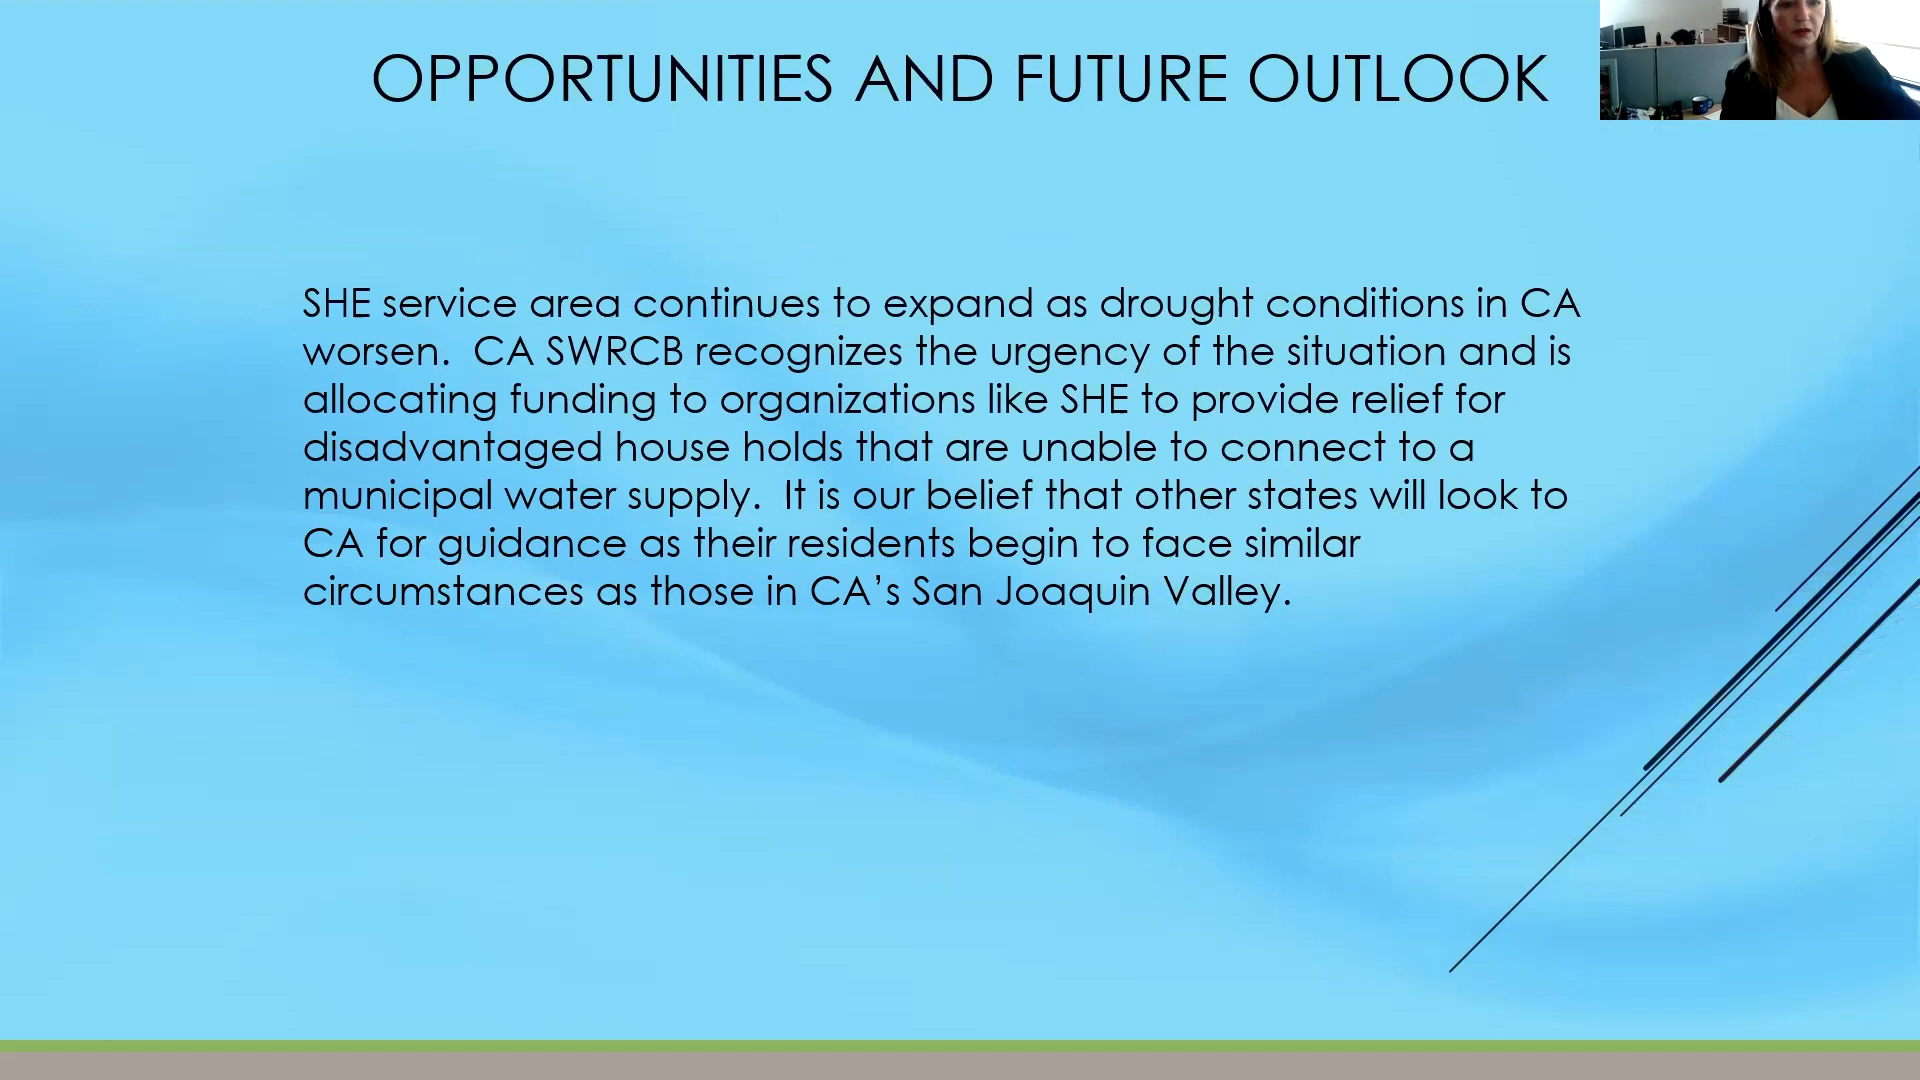 OPPORTUNITIES AND FUTURE OUTLOOK
SHE service area continues to expand as drought conditions in CA
worsen.  CA SWRCB recognizes the urgency of the situation and is
allocating funding to organizations like SHE to provide relief for
disadvantaged house holds that are unable to connect to a
municipal water supply.  It is our belief that other states will look to
CA for guidance as their residents begin to face similar
circumstances as those in CA’s San Joaquin Valley.